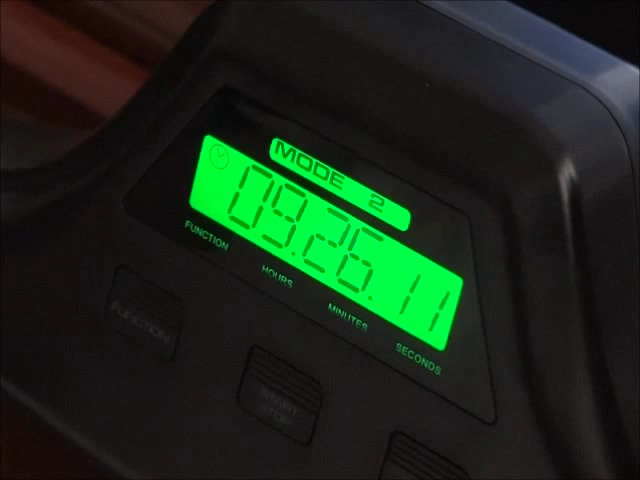 MODE 2
09.26.11
FUNCTION HOURS MINUTES SECONDS
FUNCTION
START
STOP